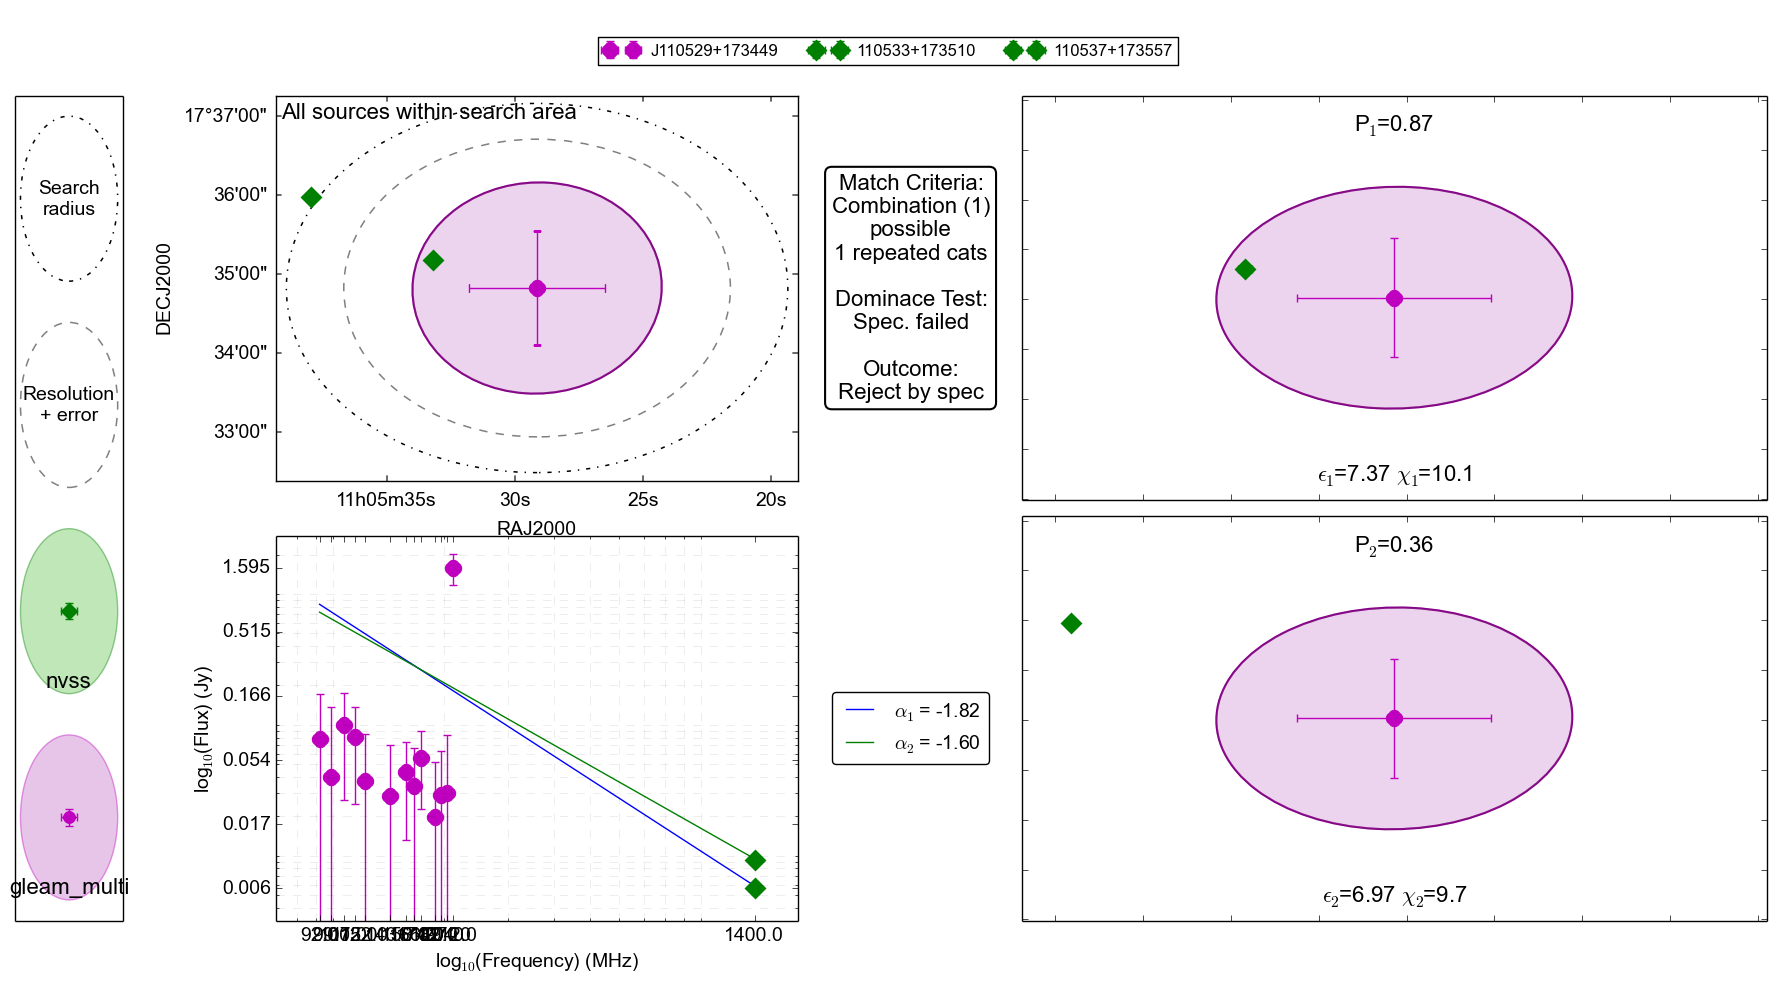 J110529+173449
110533+173510
110537+173557
Search
radius
Resolution
+ error
nvss
gleam_multi
All sources within search area
17°37'00"
36'00"
35'00"
34'00"
33'00"
DECJ2000
11h05m35s
30s
25s
20s
RAJ2000
Match Criteria:
Combination (1)
possible
1 repeated cats
Dominace Test:
Spec. failed
Outcome:
Reject by spec
P₁=0.87
ϵ₁=7.37 χ₁=10.1
P₂=0.36
ϵ₂=6.97 χ₂=9.7
1.595
0.515
0.166
0.054
0.017
0.006
log₁₀(Flux) (Jy)
1400.0
log₁₀(Frequency) (MHz)
α₁ = -1.82
α₂ = -1.60